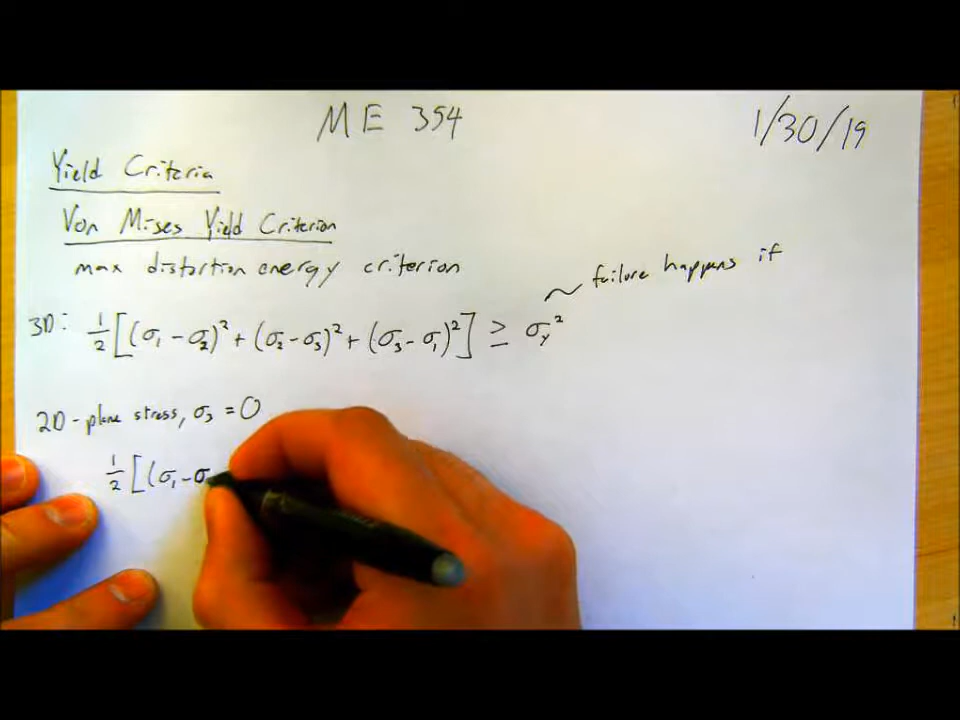 ME 354
1/30/19
Yield Criteria
Von Mises Yield Criterion
max distortion energy criterion
failure happens if
3D: 1/2 [(σ₁ - σ₂)² + (σ₂ - σ₃)² + (σ₃ - σ₁)²] ≥ σᵧ²
2D - plane stress, σ₃ = 0
1/2 [(σ₁ - σ